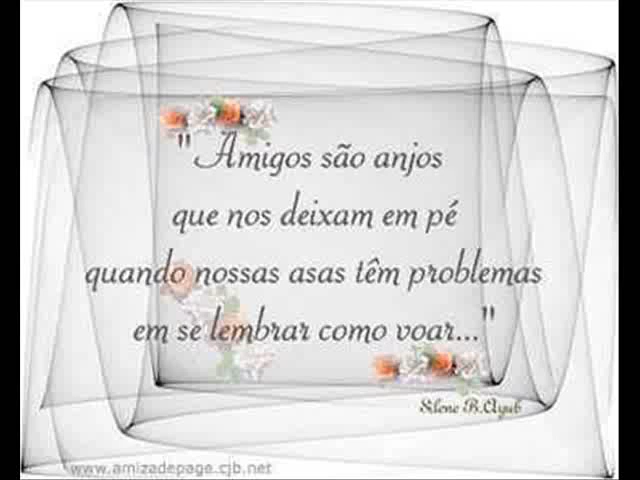 "Amigos são anjos
que nos deixam em pé
quando nossas asas têm problemas
em se lembrar como voar..."
Silene B.Ayub
www.amizadepage.cjb.net